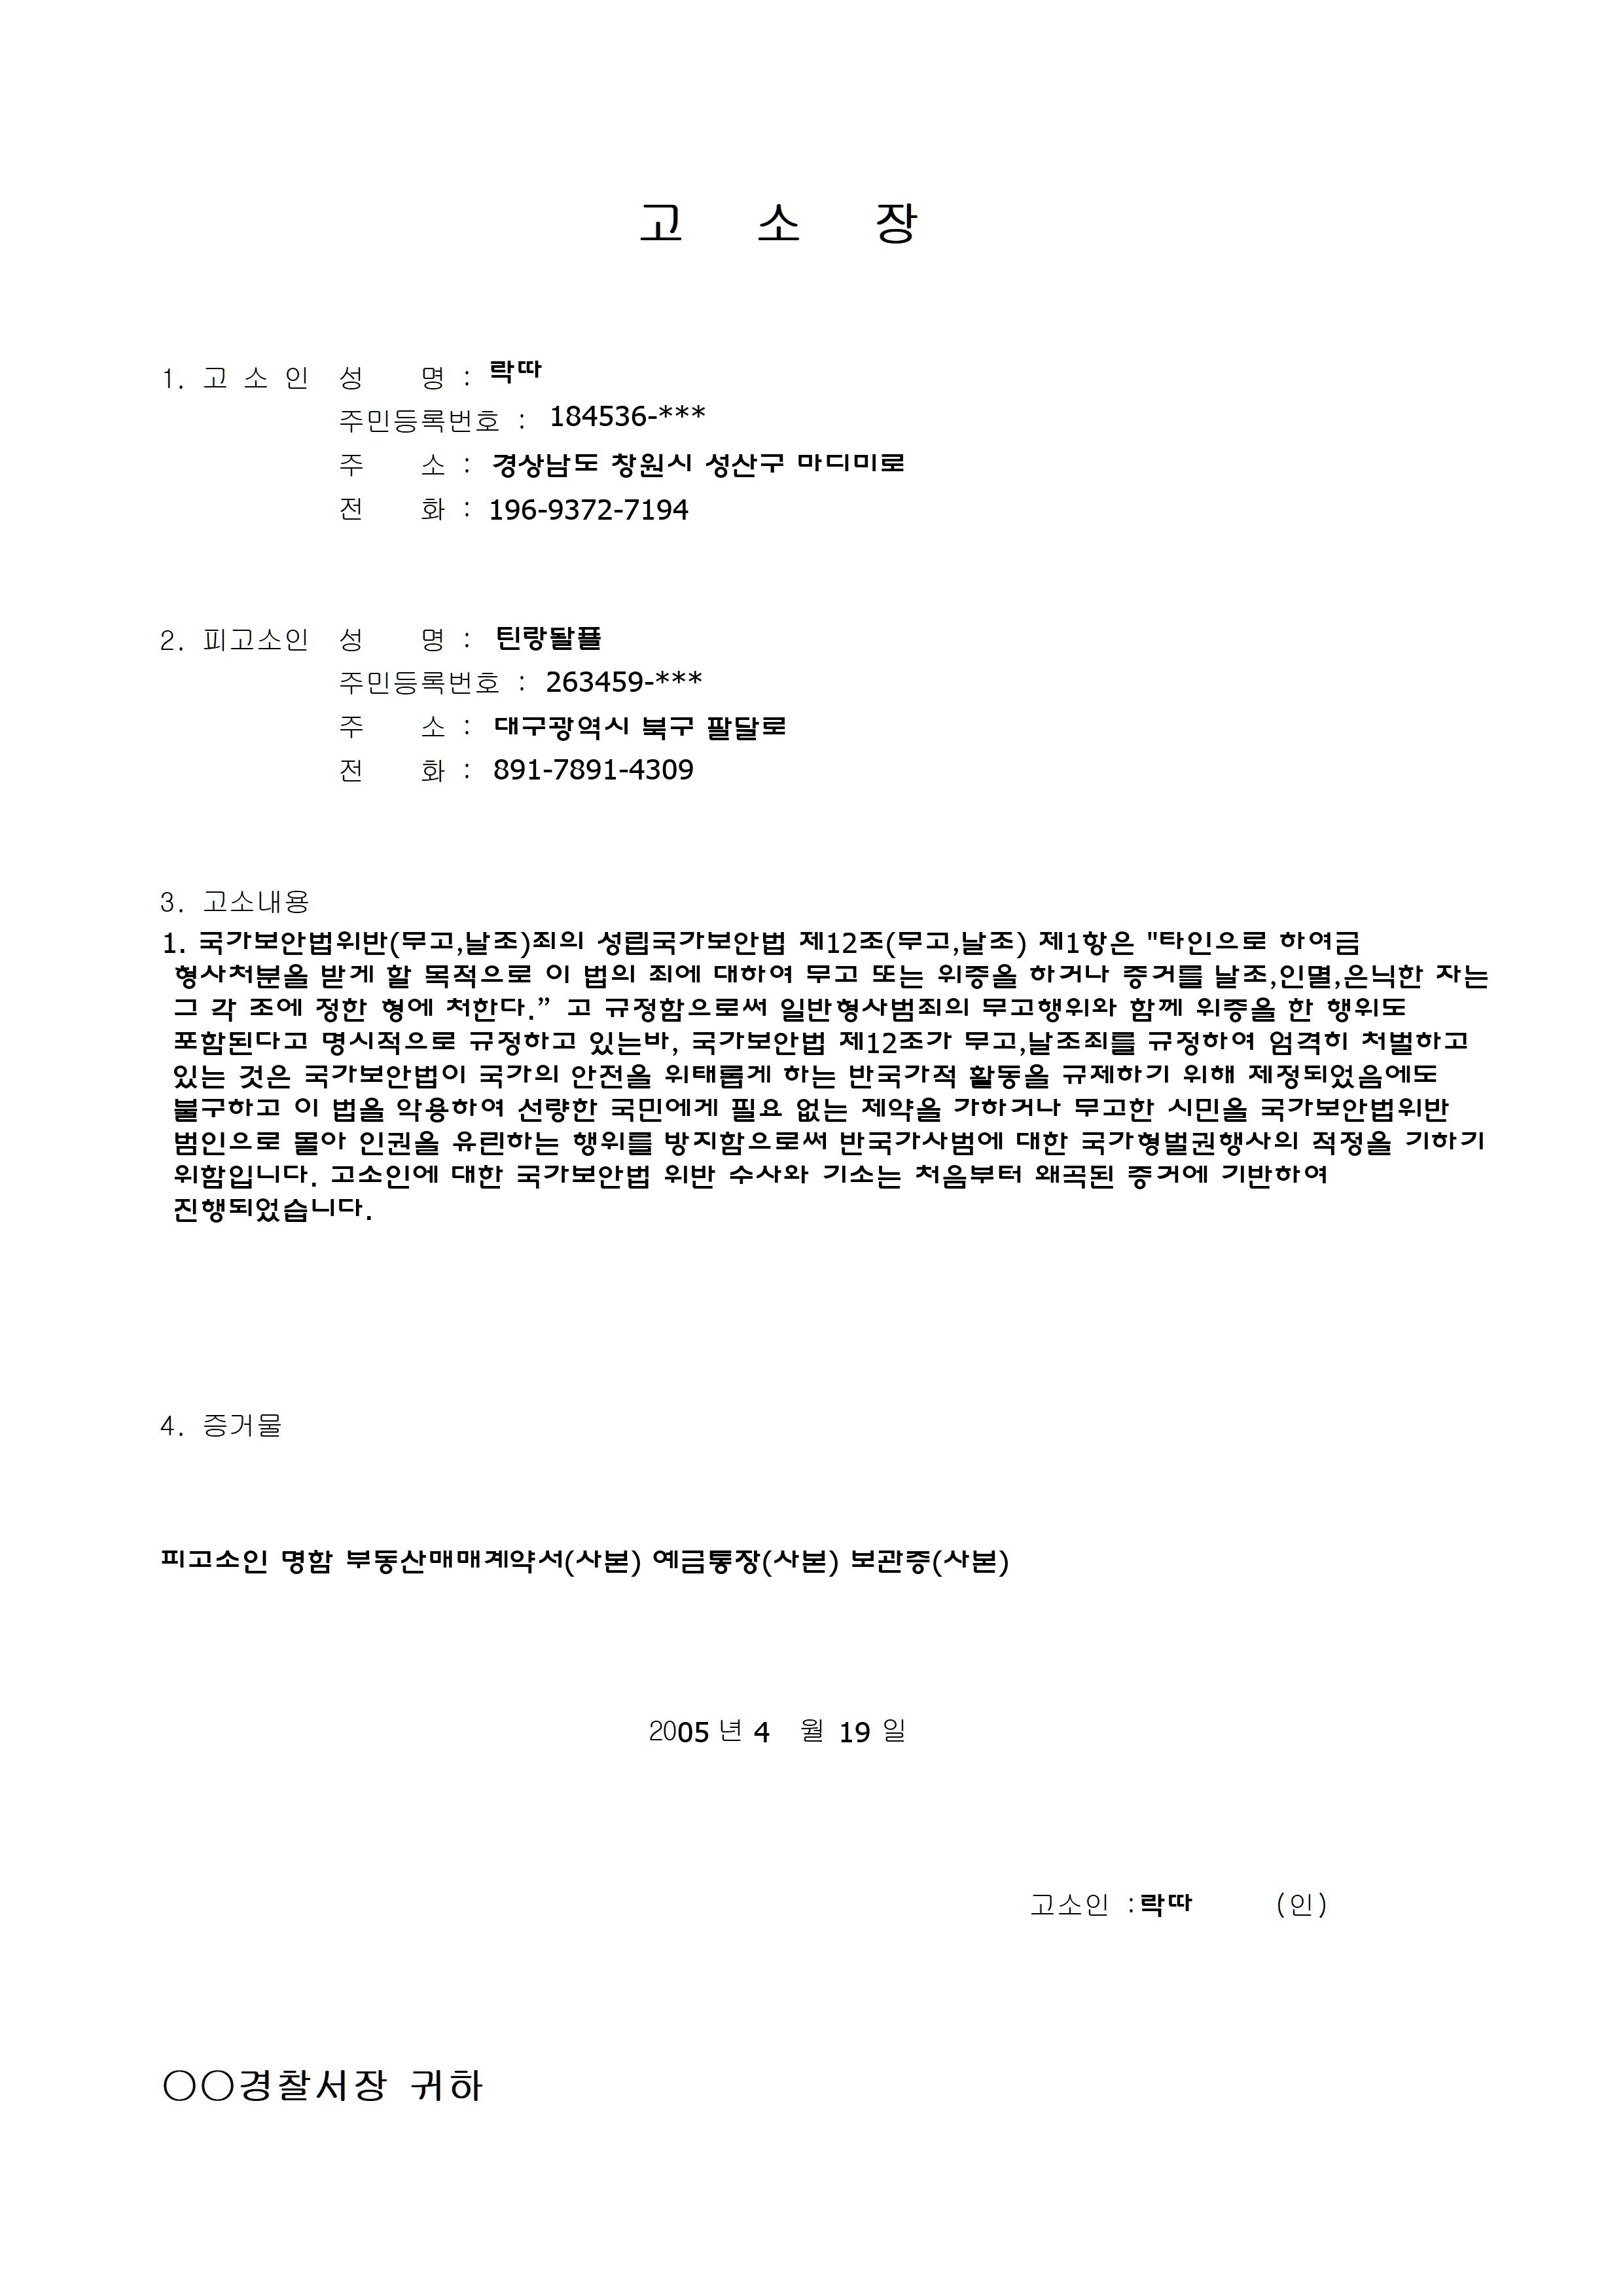 고 소 장
1. 고 소 인 성 명 : 락따
주민등록번호 : 184536-***
주 소 : 경상남도 창원시 성산구 마디미로
전 화 : 196-9372-7194
2. 피고소인 성 명 : 틴랑돨픁
주민등록번호 : 263459-***
주 소 : 대구광역시 북구 팔달로
전 화 : 891-7891-4309
3. 고소내용
1. 국가보안법위반(무고,날조)죄의 성립국가보안법 제12조(무고,날조) 제1항은 "타인으로 하여금
형사처분을 받게 할 목적으로 이 법의 죄에 대하여 무고 또는 위증을 하거나 증거를 날조,인멸,은닉한 자는
그 각 조에 정한 형에 처한다.” 고 규정함으로써 일반형사범죄의 무고행위와 함께 위증을 한 행위도
포함된다고 명시적으로 규정하고 있는바, 국가보안법 제12조가 무고,날조죄를 규정하여 엄격히 처벌하고
있는 것은 국가보안법이 국가의 안전을 위태롭게 하는 반국가적 활동을 규제하기 위해 제정되었음에도
불구하고 이 법을 악용하여 선량한 국민에게 필요 없는 제약을 가하거나 무고한 시민을 국가보안법위반
범인으로 몰아 인권을 유린하는 행위를 방지함으로써 반국가사범에 대한 국가형벌권행사의 적정을 기하기
위함입니다. 고소인에 대한 국가보안법 위반 수사와 기소는 처음부터 왜곡된 증거에 기반하여
진행되었습니다.
4. 증거물
피고소인 명함 부동산매매계약서(사본) 예금통장(사본) 보관증(사본)
2005 년 4 월 19 일
고소인 :락따 (인)
○○경찰서장 귀하